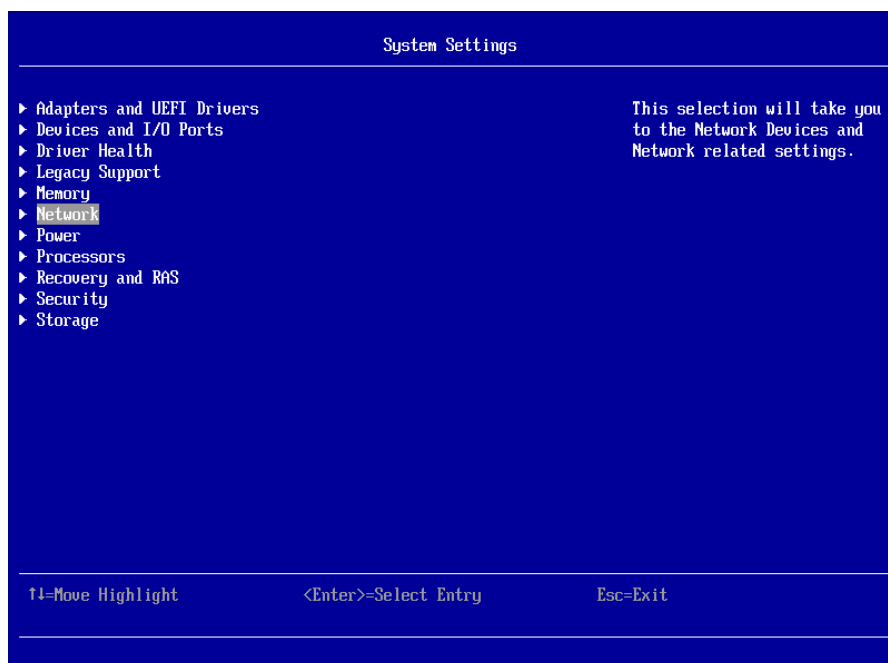 System Settings
Adapters and UEFI Drivers
Devices and I/O Ports
Driver Health
Legacy Support
Memory
Network
Power
Processors
Recovery and RAS
Security
Storage
This selection will take you
to the Network Devices and
Network related settings.
↑↓=Move Highlight <Enter>=Select Entry Esc=Exit